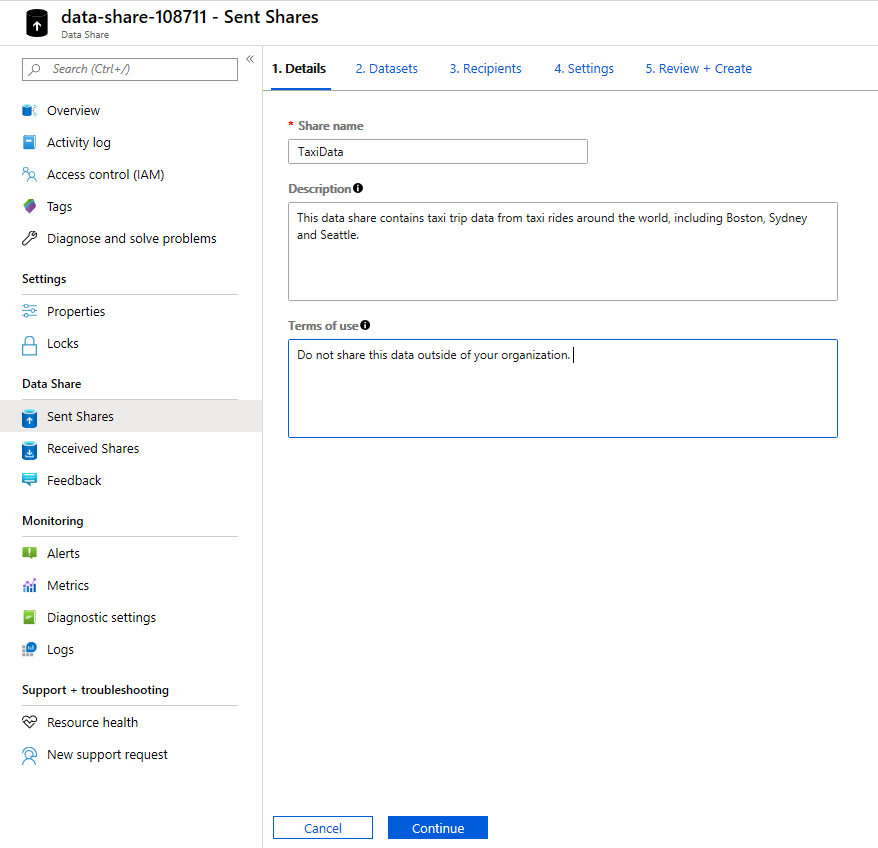 data-share-108711 - Sent Shares
Data Share
Search (Ctrl+/)
«
Overview
Activity log
Access control (IAM)
Tags
Diagnose and solve problems
Settings
Properties
Locks
Data Share
Sent Shares
Received Shares
Feedback
Monitoring
Alerts
Metrics
Diagnostic settings
Logs
Support + troubleshooting
Resource health
New support request
1. Details 2. Datasets 3. Recipients 4. Settings 5. Review + Create
* Share name
TaxiData
Description
This data share contains taxi trip data from taxi rides around the world, including Boston, Sydney
and Seattle.
Terms of use
Do not share this data outside of your organization.
Cancel Continue